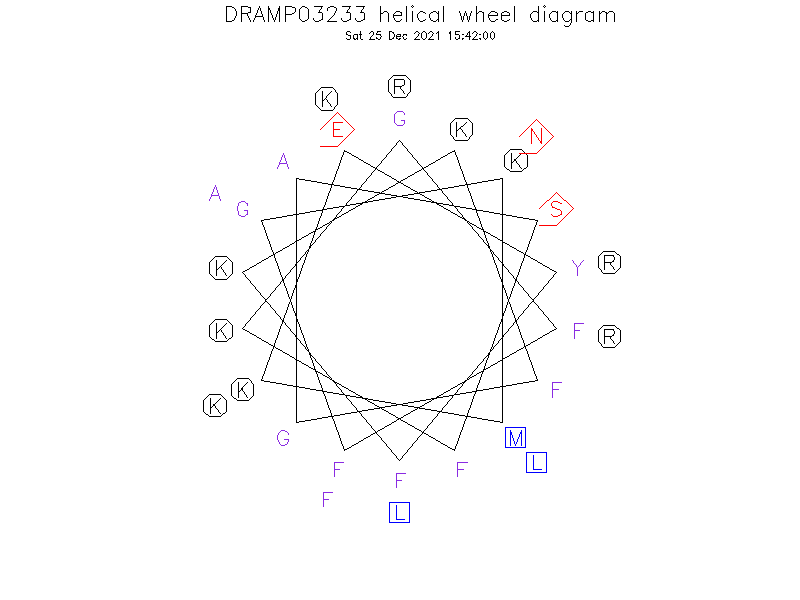 DRAMP03233 helical wheel diagram
Sat 25 Dec 2021 15:42:00
R
K
G
E
K
N
A
K
A
G
S
K
Y
R
K
F
R
K
K
F
G
M
F
F
L
F
F
L